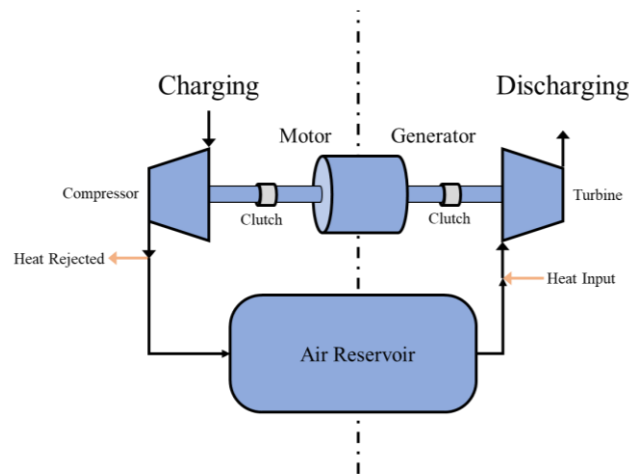 Charging
Discharging
Motor
Generator
Compressor
Clutch
Clutch
Turbine
Heat Rejected
Heat Input
Air Reservoir